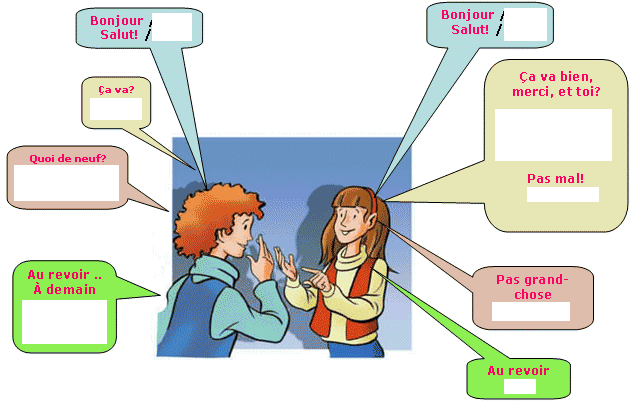 Bonjour /
Salut! /
Bonjour /
Salut! /
Ça va?
Ça va bien,
merci, et toi?
Pas mal!
Quoi de neuf?
Pas grand-
chose
Au revoir ..
À demain
Au revoir